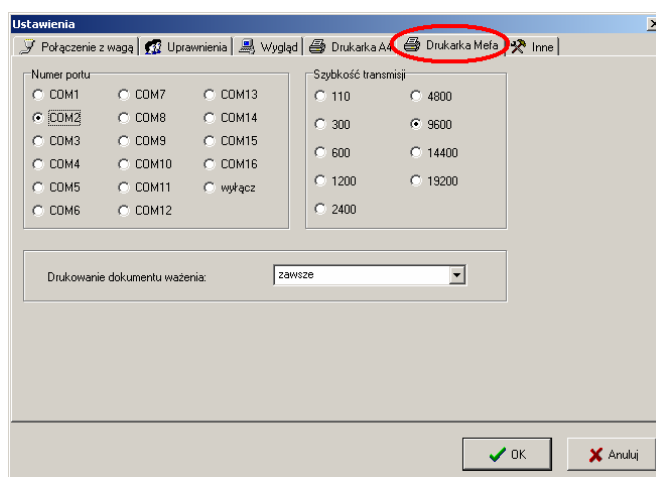 Ustawienia
Połączenie z wagą Uprawnienia Wygląd Drukarka A4 Drukarka Mefa Inne
Numer portu
COM1 COM7 COM13
COM2 COM8 COM14
COM3 COM9 COM15
COM4 COM10 COM16
COM5 COM11 wyłącz
COM6 COM12
Szybkość transmisji
110 4800
300 9600
600 14400
1200 19200
2400
Drukowanie dokumentu ważenia: zawsze
OK Anuluj